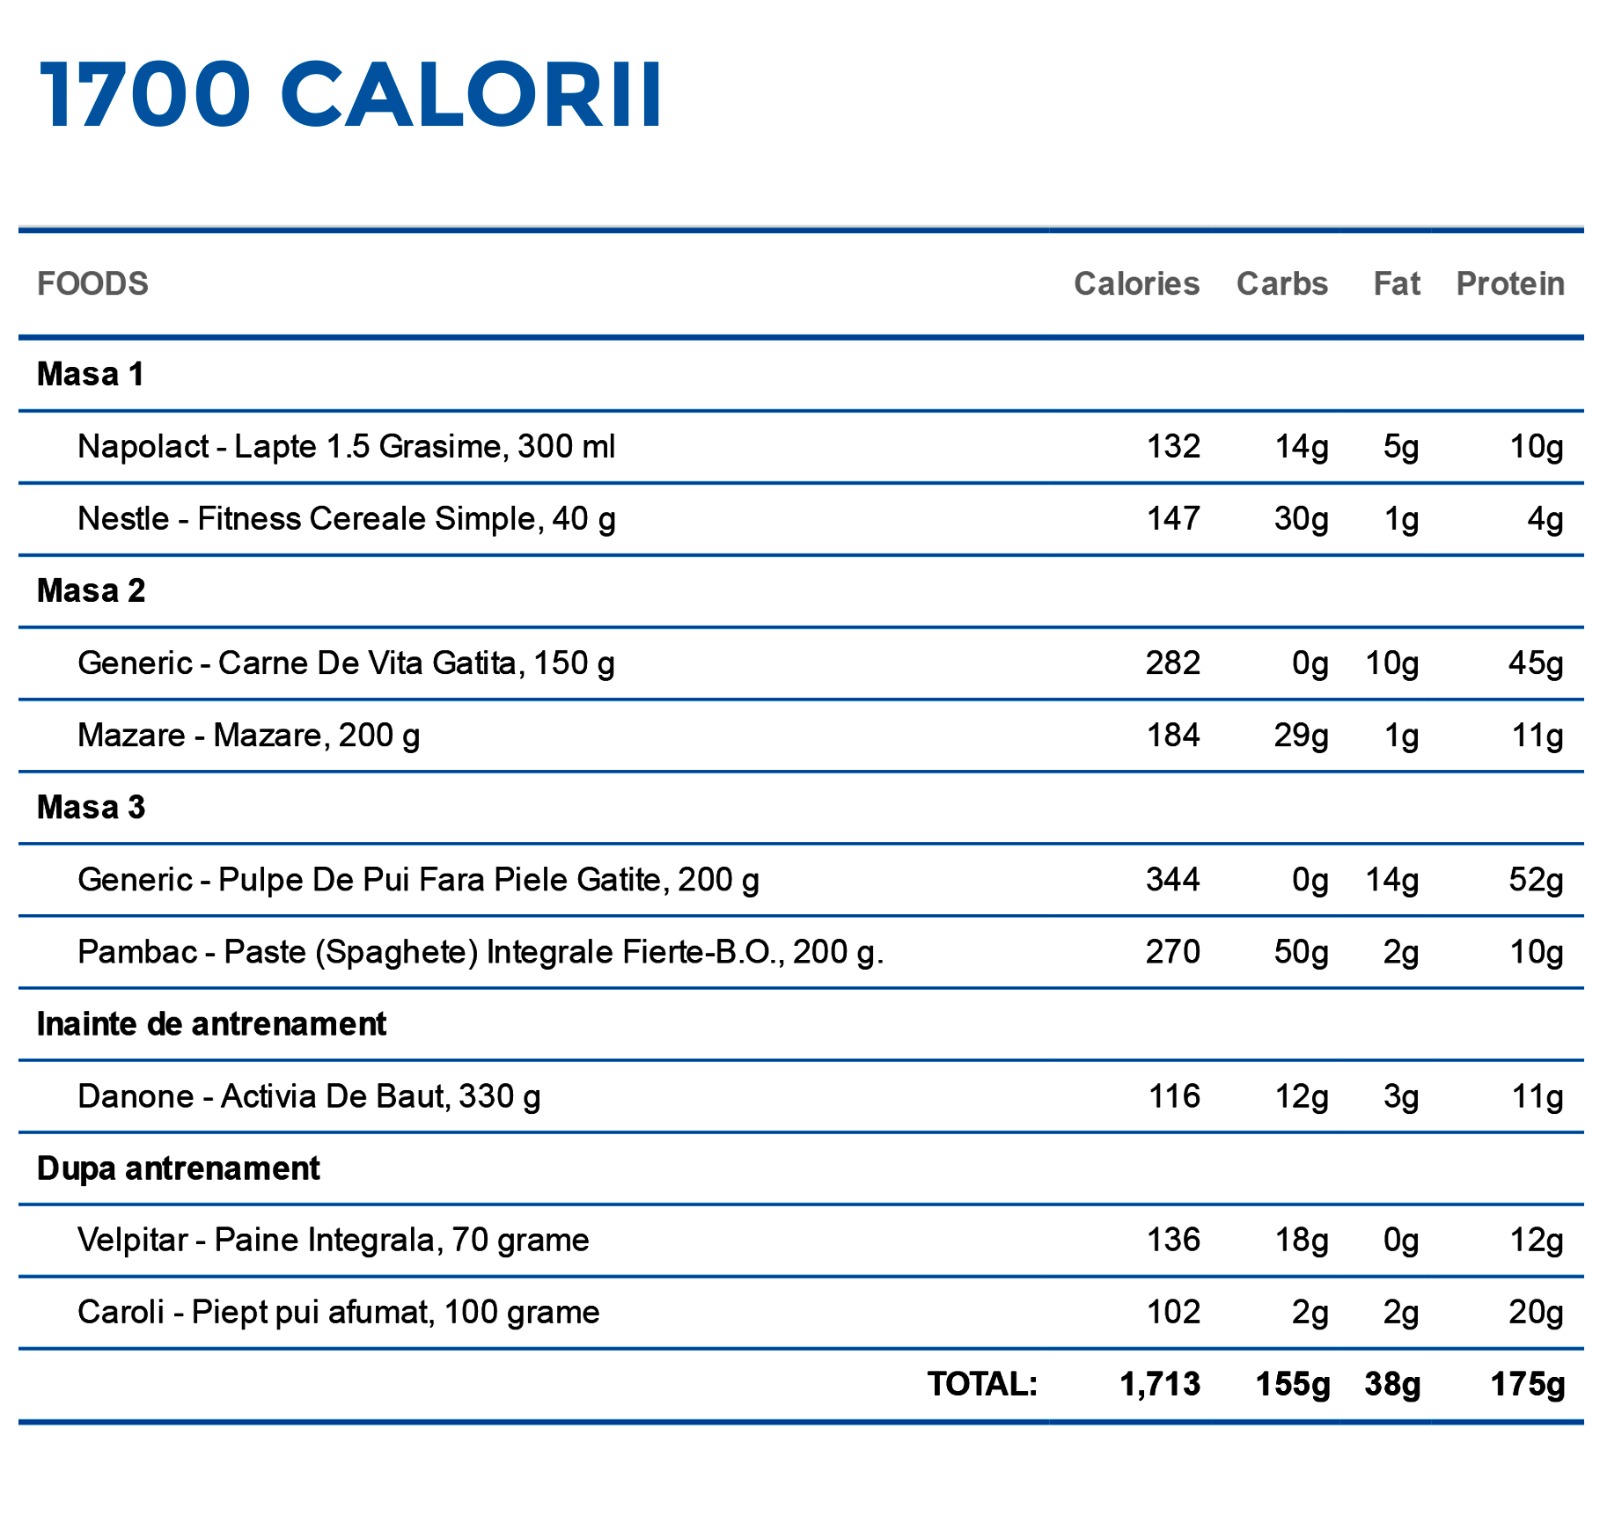 1700 CALORII
FOODS Calories Carbs Fat Protein
Masa 1
Napolact - Lapte 1.5 Grasime, 300 ml 132 14g 5g 10g
Nestle - Fitness Cereale Simple, 40 g 147 30g 1g 4g
Masa 2
Generic - Carne De Vita Gatita, 150 g 282 0g 10g 45g
Mazare - Mazare, 200 g 184 29g 1g 11g
Masa 3
Generic - Pulpe De Pui Fara Piele Gatite, 200 g 344 0g 14g 52g
Pambac - Paste (Spaghete) Integrale Fierte-B.O., 200 g. 270 50g 2g 10g
Inainte de antrenament
Danone - Activia De Baut, 330 g 116 12g 3g 11g
Dupa antrenament
Velpitar - Paine Integrala, 70 grame 136 18g 0g 12g
Caroli - Piept pui afumat, 100 grame 102 2g 2g 20g
TOTAL: 1,713 155g 38g 175g